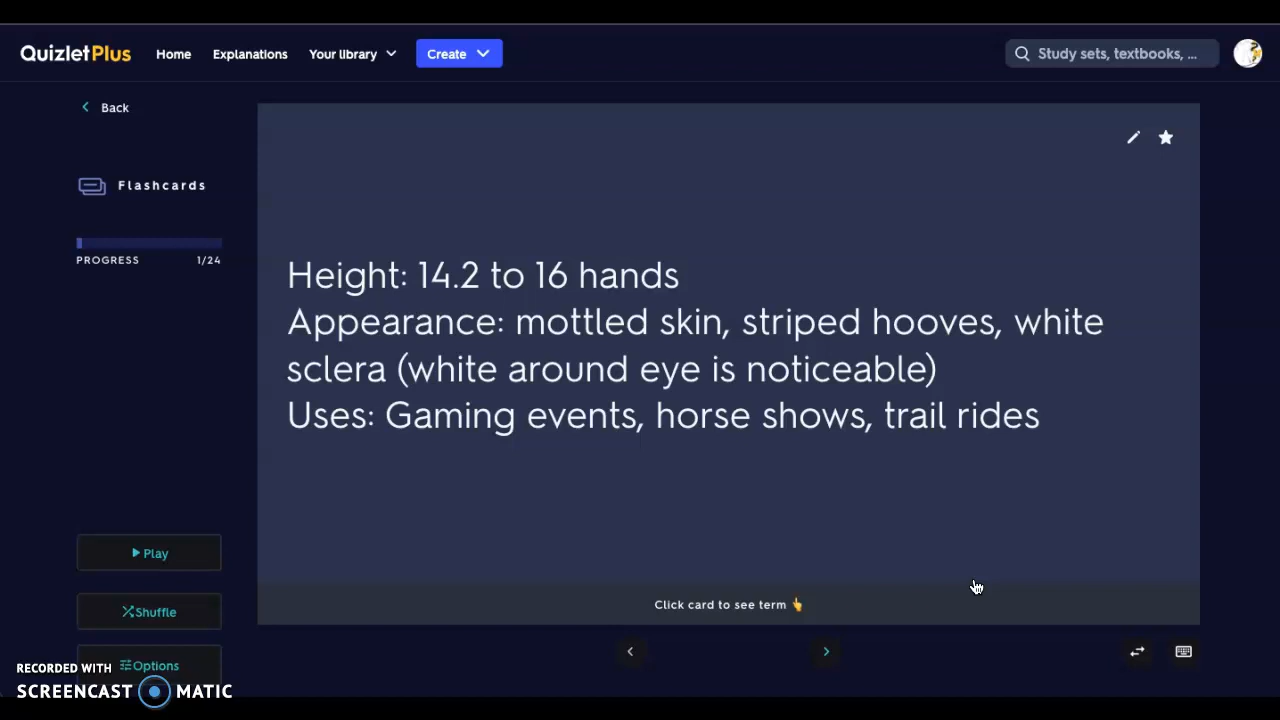 QuizletPlus Home Explanations Your library Create Study sets, textbooks, ...
Back
Flashcards
PROGRESS 1/24
Height: 14.2 to 16 hands
Appearance: mottled skin, striped hooves, white
sclera (white around eye is noticeable)
Uses: Gaming events, horse shows, trail rides
Click card to see term
Play
Shuffle
Options
RECORDED WITH
SCREENCAST MATIC